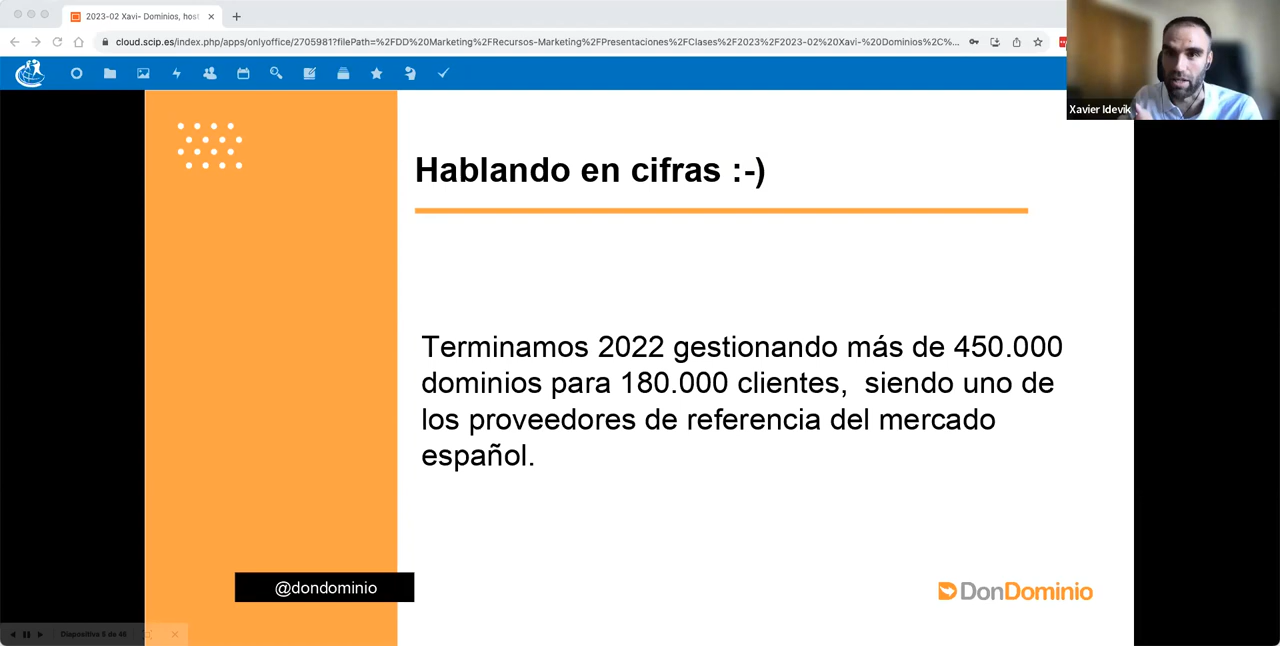 2023-02 Xavi- Dominios, host
cloud.scip.es/index.php/apps/onlyoffice/2705981?filePath=%2FDD%20Marketing%2FRecursos-Marketing%2FPresentaciones%2FClases%2F2023%2F2023-02%20Xavi-%20Dominios%2C%...
Xavier Idevik
Hablando en cifras :-)
Terminamos 2022 gestionando más de 450.000
dominios para 180.000 clientes, siendo uno de
los proveedores de referencia del mercado
español.
@dondominio
DonDominio
Diapositiva 5 de 48